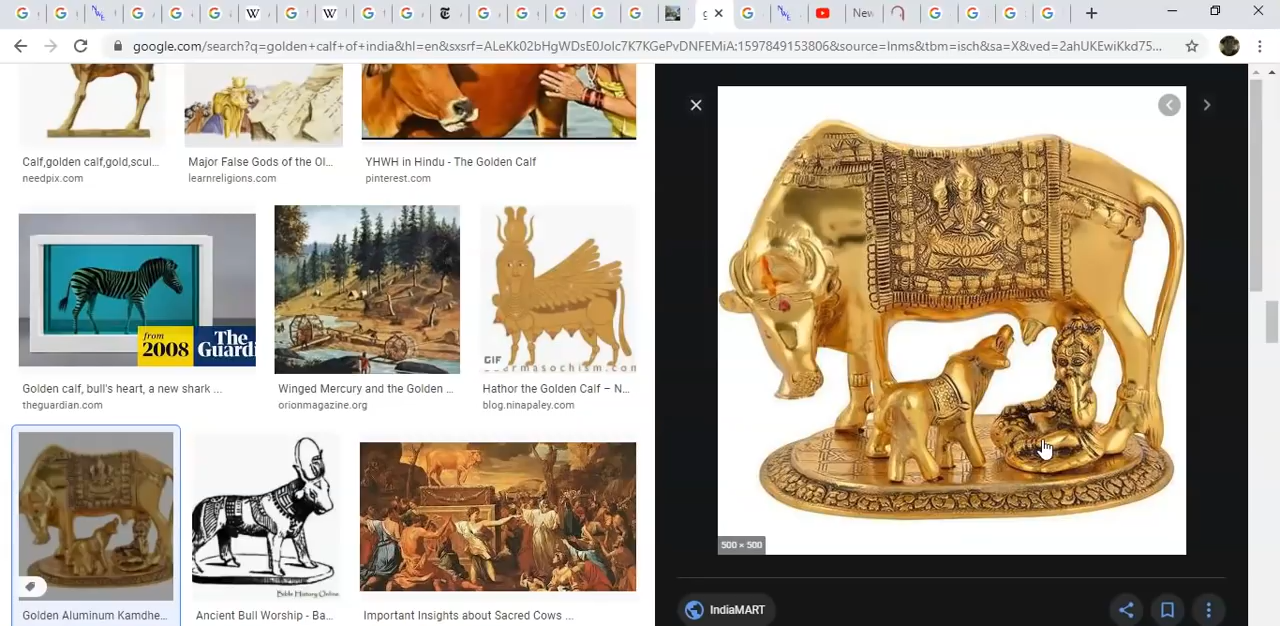 New
google.com/search?q=golden+calf+of+india&hl=en&sxsrf=ALeKk02bHgWDsE0Jolc7K7KGePvDNFEMiA:1597849153806&source=lnms&tbm=isch&sa=X&ved=2ahUKEwiKkd75...
Calf,golden calf,gold,scul...
needpix.com
Major False Gods of the Ol...
learnreligions.com
YHWH in Hindu - The Golden Calf
pinterest.com
from
2008
The
Guardi
GIF
Golden calf, bull's heart, a new shark ...
theguardian.com
Winged Mercury and the Golden ...
orionmagazine.org
Hathor the Golden Calf – N...
blog.ninapaley.com
Bible History Online
Golden Aluminum Kamdhe...
Ancient Bull Worship - Ba...
Important Insights about Sacred Cows ...
500 × 500
IndiaMART